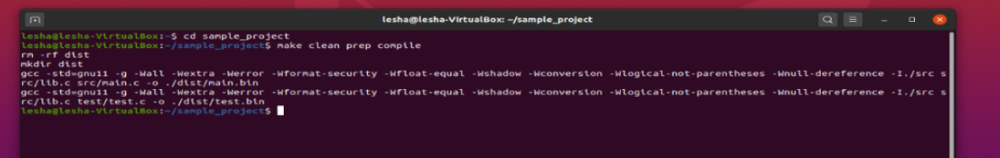 lesha@lesha-VirtualBox: ~/sample_project
lesha@lesha-VirtualBox:~$ cd sample_project
lesha@lesha-VirtualBox:~/sample_project$ make clean prep compile
rm -rf dist
mkdir dist
gcc -std=gnu11 -g -Wall -Wextra -Werror -Wformat-security -Wfloat-equal -Wshadow -Wconversion -Wlogical-not-parentheses -Wnull-dereference -I./src s
rc/lib.c src/main.c -o ./dist/main.bin
gcc -std=gnu11 -g -Wall -Wextra -Werror -Wformat-security -Wfloat-equal -Wshadow -Wconversion -Wlogical-not-parentheses -Wnull-dereference -I./src s
rc/lib.c test/test.c -o ./dist/test.bin
lesha@lesha-VirtualBox:~/sample_project$